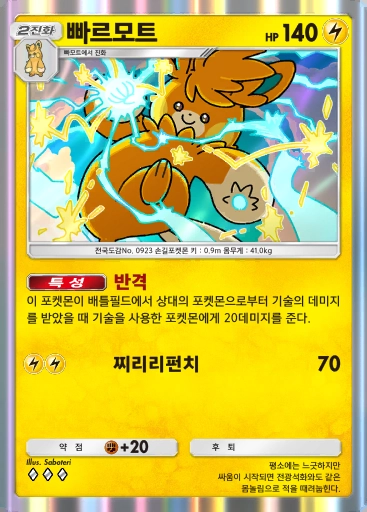 2진화 빠르모트 HP 140
빠모트에서 진화
전국도감No. 0923 손길포켓몬 키 : 0.9m 몸무게 : 41.0kg
특성 반격
이 포켓몬이 배틀필드에서 상대의 포켓몬으로부터 기술의 데미지
를 받았을 때 기술을 사용한 포켓몬에게 20데미지를 준다.
찌리리펀치 70
약점 +20 후퇴
Illus. Saboteri
평소에는 느긋하지만
싸움이 시작되면 전광석화와도 같은
몸놀림으로 적을 때려눕힌다.